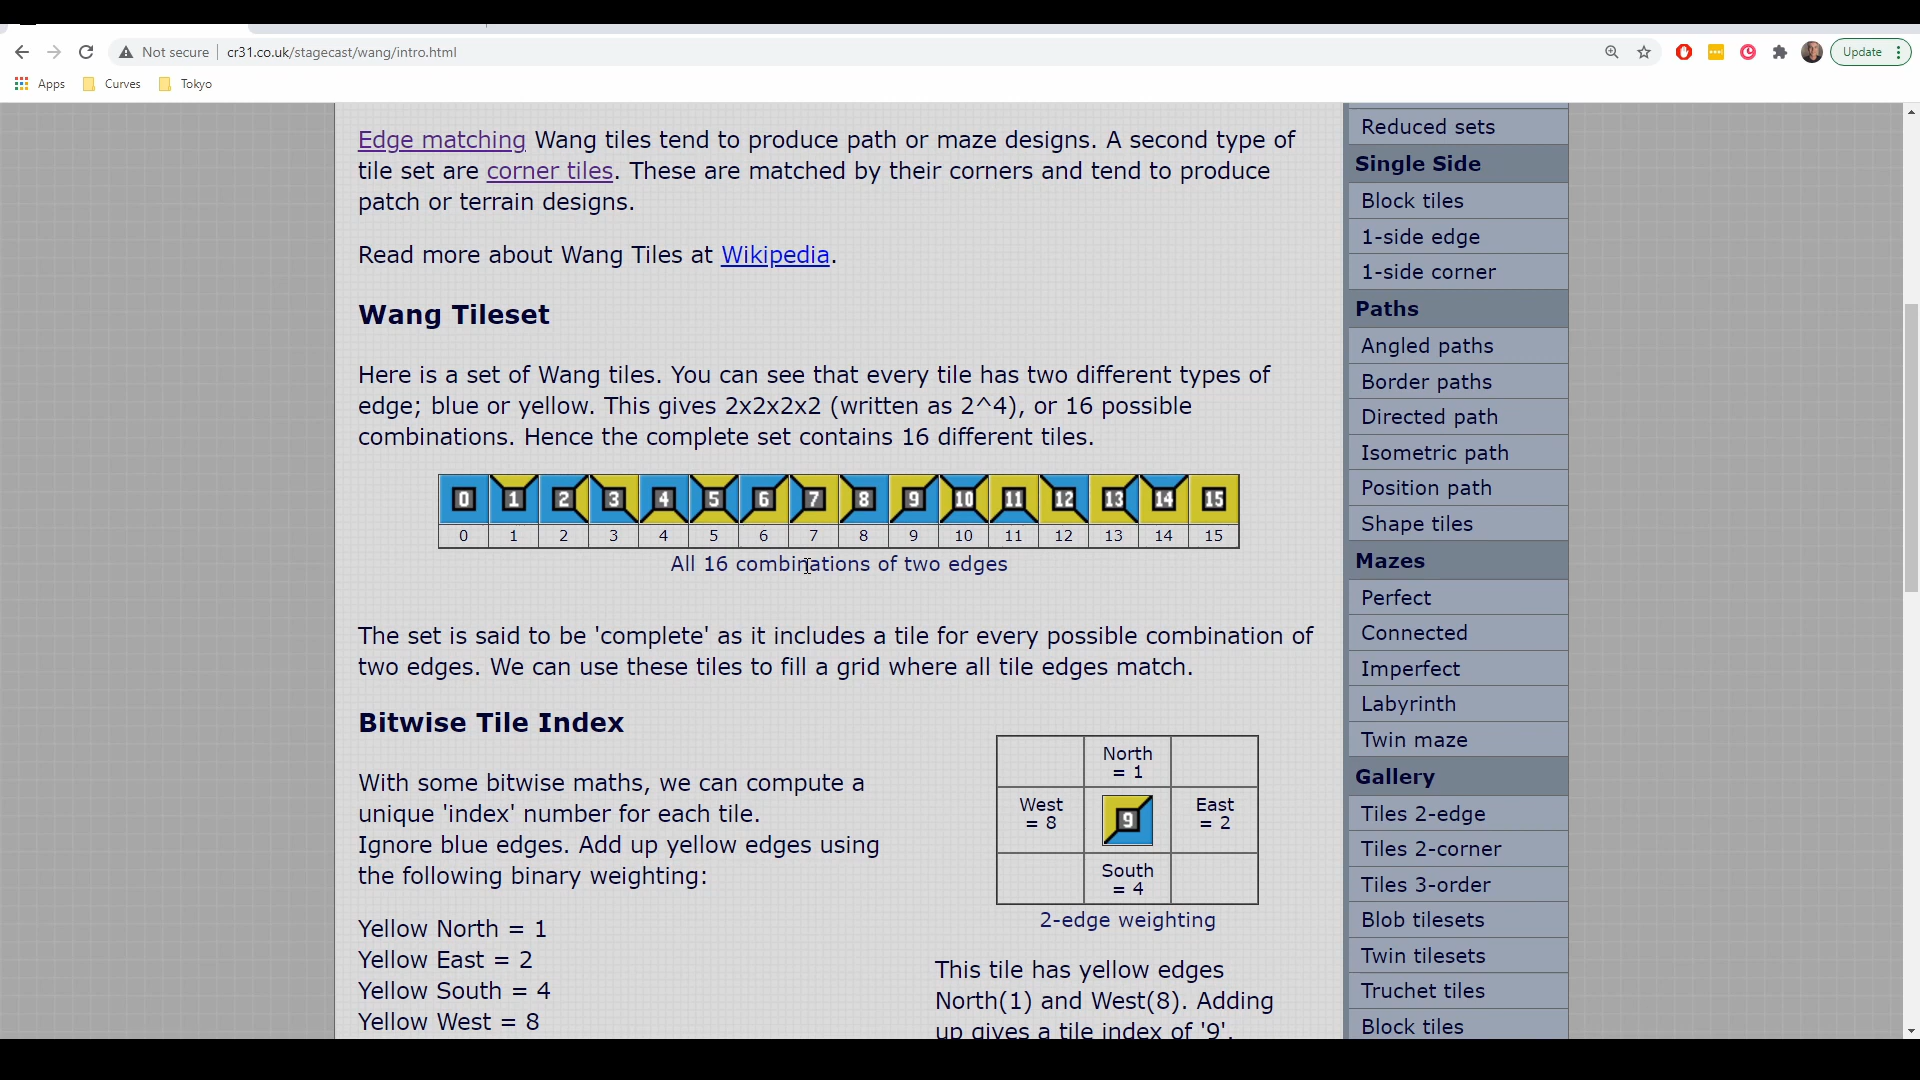 Not secure
cr31.co.uk/stagecast/wang/intro.html
Update
Apps
Curves
Tokyo
Edge matching Wang tiles tend to produce path or maze designs. A second type of
tile set are corner tiles. These are matched by their corners and tend to produce
patch or terrain designs.
Read more about Wang Tiles at Wikipedia.
Wang Tileset
Here is a set of Wang tiles. You can see that every tile has two different types of
edge; blue or yellow. This gives 2x2x2x2 (written as 2^4), or 16 possible
combinations. Hence the complete set contains 16 different tiles.
0 1 2 3 4 5 6 7 8 9 10 11 12 13 14 15
0 1 2 3 4 5 6 7 8 9 10 11 12 13 14 15
All 16 combinations of two edges
The set is said to be 'complete' as it includes a tile for every possible combination of
two edges. We can use these tiles to fill a grid where all tile edges match.
Bitwise Tile Index
With some bitwise maths, we can compute a
unique 'index' number for each tile.
Ignore blue edges. Add up yellow edges using
the following binary weighting:
Yellow North = 1
Yellow East = 2
Yellow South = 4
Yellow West = 8
North
= 1
West
= 8
9
East
= 2
South
= 4
2-edge weighting
This tile has yellow edges
North(1) and West(8). Adding
up gives a tile index of '9'.
Reduced sets
Single Side
Block tiles
1-side edge
1-side corner
Paths
Angled paths
Border paths
Directed path
Isometric path
Position path
Shape tiles
Mazes
Perfect
Connected
Imperfect
Labyrinth
Twin maze
Gallery
Tiles 2-edge
Tiles 2-corner
Tiles 3-order
Blob tilesets
Twin tilesets
Truchet tiles
Block tiles